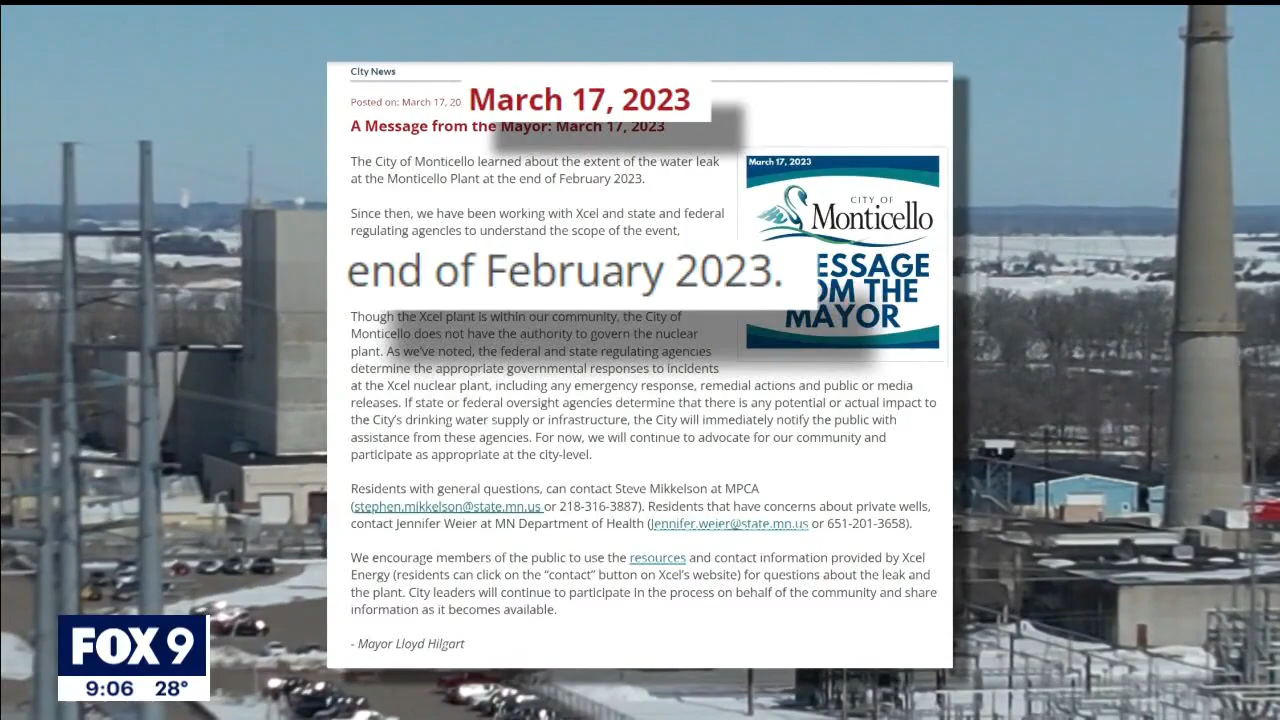 City News
Posted on: March 17, 20
March 17, 2023
A Message from the Mayor: March 17, 2023
The City of Monticello learned about the extent of the water leak
at the Monticello Plant at the end of February 2023.
Since then, we have been working with Xcel and state and federal
regulating agencies to understand the scope of the event,
end of February 2023.
Though the Xcel plant is within our community, the City of
Monticello does not have the authority to govern the nuclear
plant. As we've noted, the federal and state regulating agencies
determine the appropriate governmental responses to incidents
at the Xcel nuclear plant, including any emergency response, remedial actions and public or media
releases. If state or federal oversight agencies determine that there is any potential or actual impact to
the City's drinking water supply or infrastructure, the City will immediately notify the public with
assistance from these agencies. For now, we will continue to advocate for our community and
participate as appropriate at the city-level.
Residents with general questions, can contact Steve Mikkelson at MPCA
(stephen.mikkelson@state.mn.us or 218-316-3887). Residents that have concerns about private wells,
contact Jennifer Weier at MN Department of Health (Jennifer.weier@state.mn.us or 651-201-3658).
We encourage members of the public to use the resources and contact information provided by Xcel
Energy (residents can click on the "contact" button on Xcel's website) for questions about the leak and
the plant. City leaders will continue to participate in the process on behalf of the community and share
information as it becomes available.
- Mayor Lloyd Hilgart
March 17, 2023
CITY OF
Monticello
ESSAGE
OM THE
MAYOR
FOX 9
9:06 28°